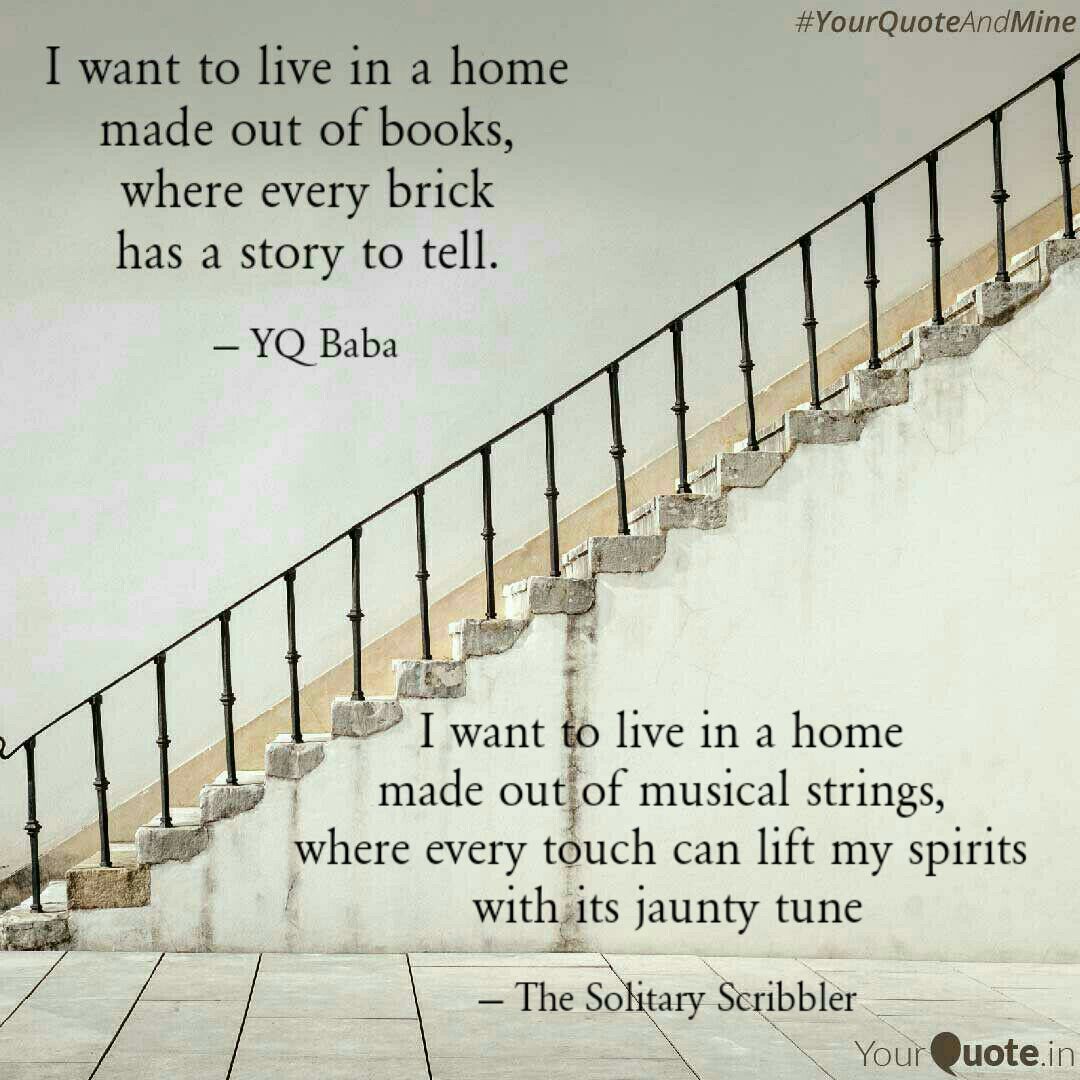 #YourQuoteAndMine
I want to live in a home
made out of books,
where every brick
has a story to tell.
– YQ Baba
I want to live in a home
made out of musical strings,
where every touch can lift my spirits
with its jaunty tune
– The Solitary Scribbler
YourQuote.in